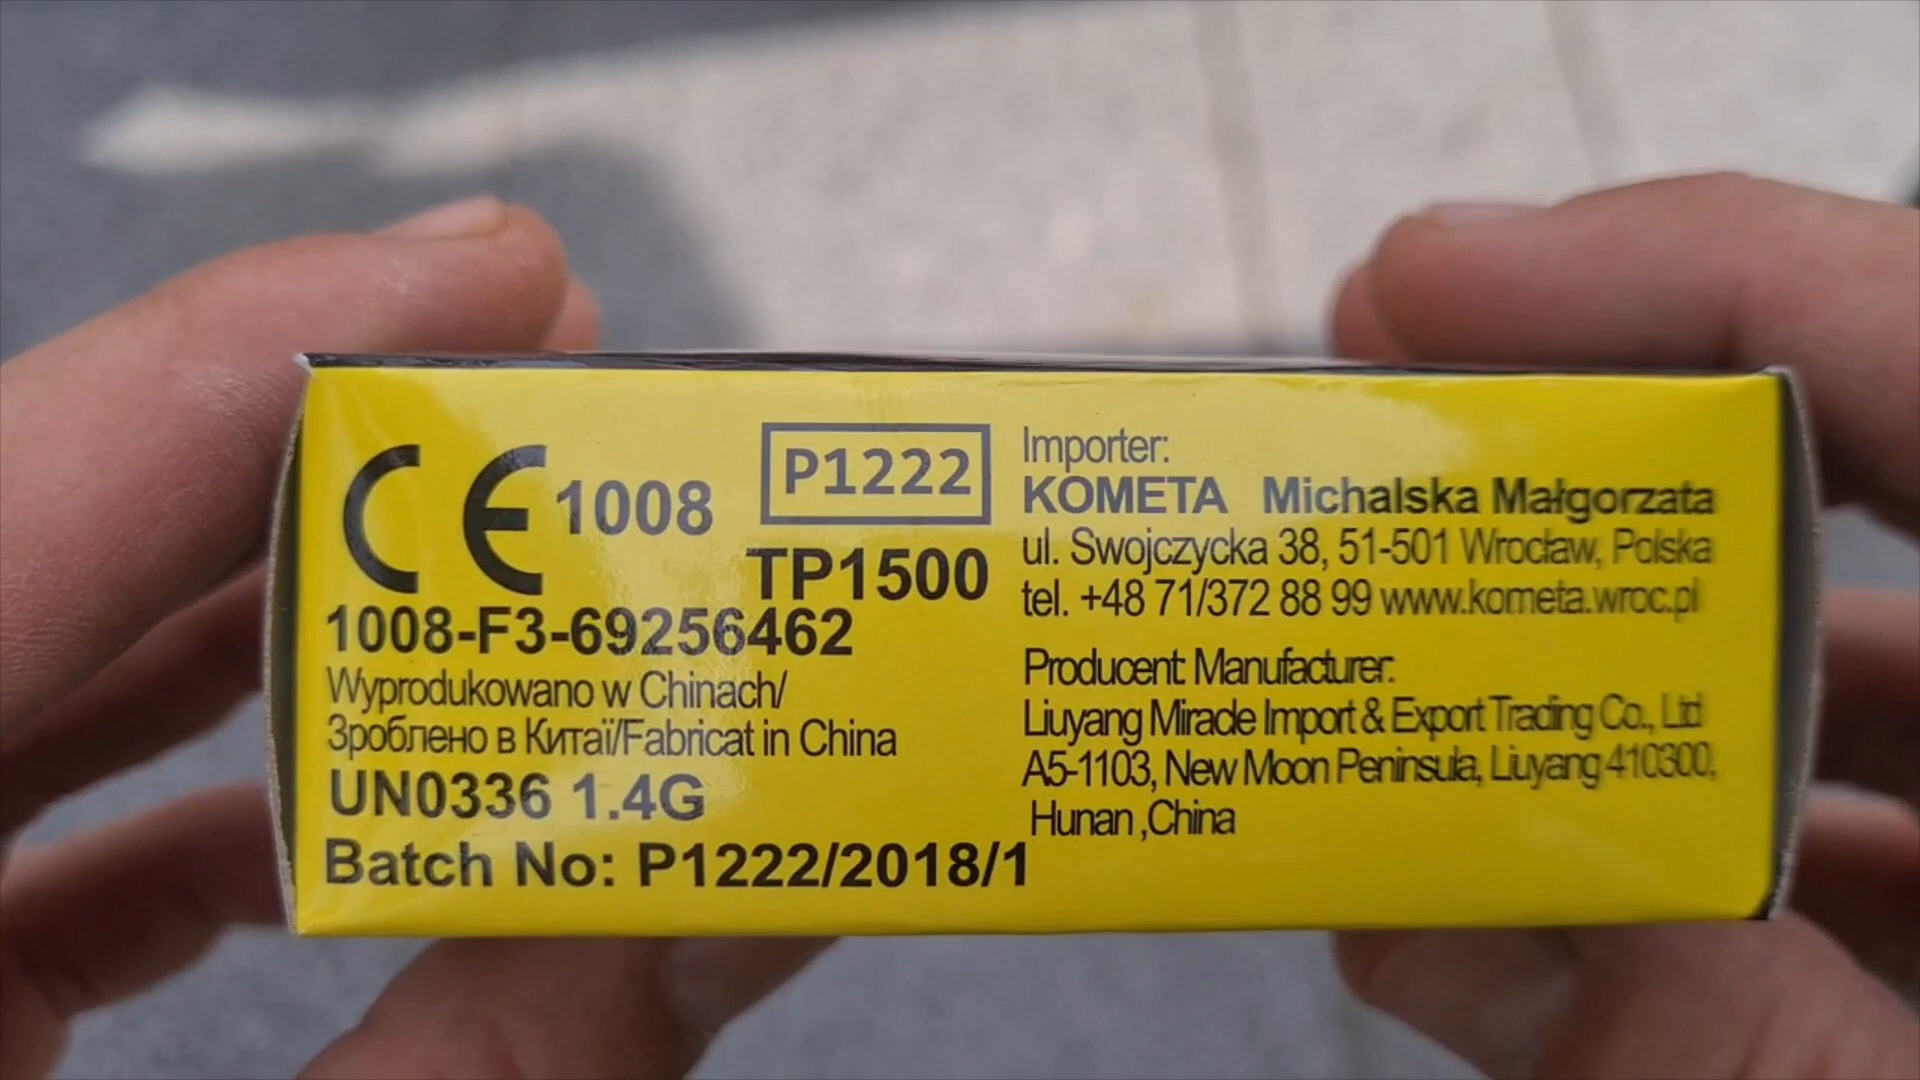 CE 1008
P1222
TP1500
1008-F3-69256462
Wyprodukowano w Chinach/
Зроблено в Китаї/Fabricat in China
UN0336 1.4G
Batch No: P1222/2018/1
Importer:
KOMETA Michalska Małgorzata
ul. Swojczycka 38, 51-501 Wrocław, Polska
tel. +48 71/372 88 99 www.kometa.wroc.pl
Producent Manufacturer:
Liuyang Mirade Import & Export Trading Co., Ltd
A5-1103, New Moon Peninsula, Liuyang 410300,
Hunan ,China